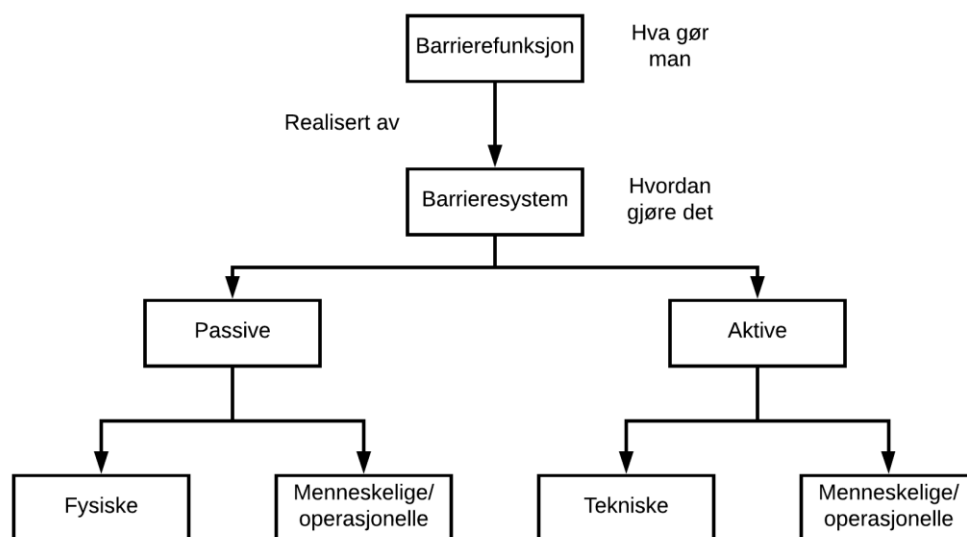 Barrierefunksjon
Hva gør
man
Realisert av
Barrieresystem
Hvordan
gjøre det
Passive
Aktive
Fysiske
Menneskelige/
operasjonelle
Tekniske
Menneskelige/
operasjonelle